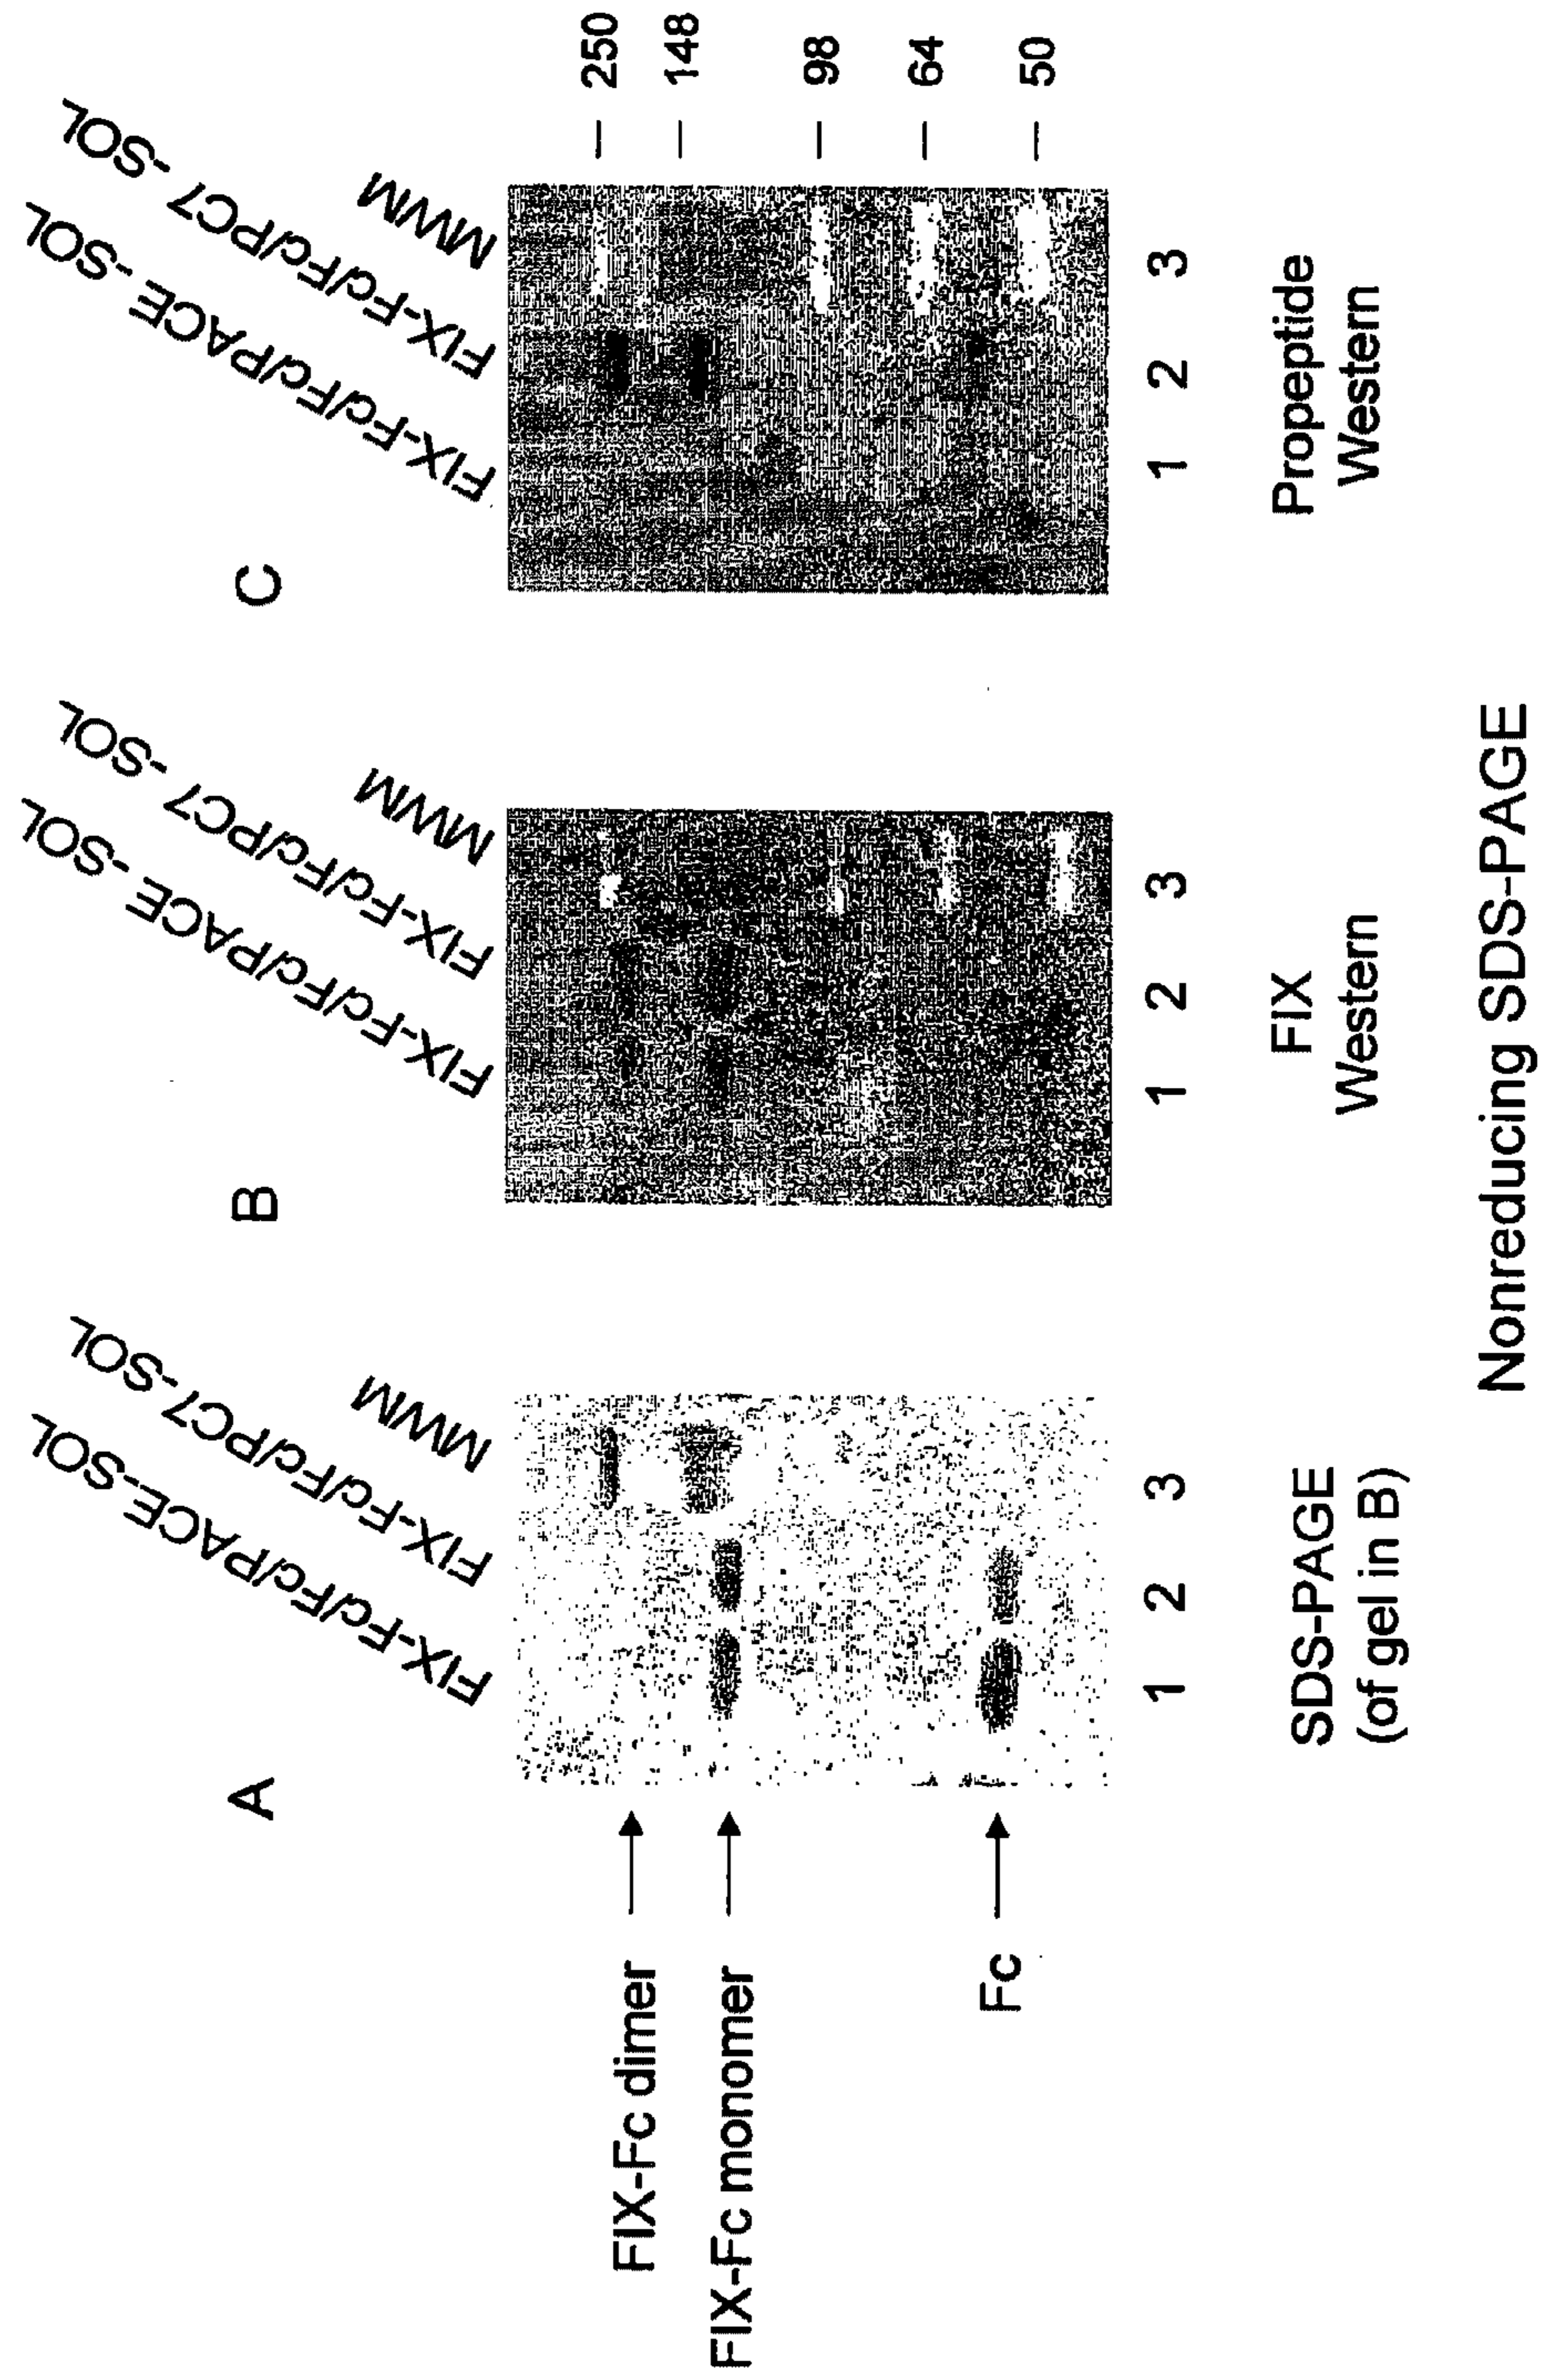 A
B
C
FIX-Fc/Fc/PACE-SOL
FIX-Fc/Fc/PC7-SOL
MWM
FIX-Fc/Fc/PACE -SOL
FIX-Fc/Fc/PC7 -SOL
MWM
FIX-Fc/Fc/PACE -SOL
FIX-Fc/Fc/PC7 -SOL
MWM
FIX-Fc dimer
FIX-Fc monomer
Fc
250
148
98
64
50
1 2 3
1 2 3
1 2 3
SDS-PAGE
(of gel in B)
FIX
Western
Propeptide
Western
Nonreducing SDS-PAGE